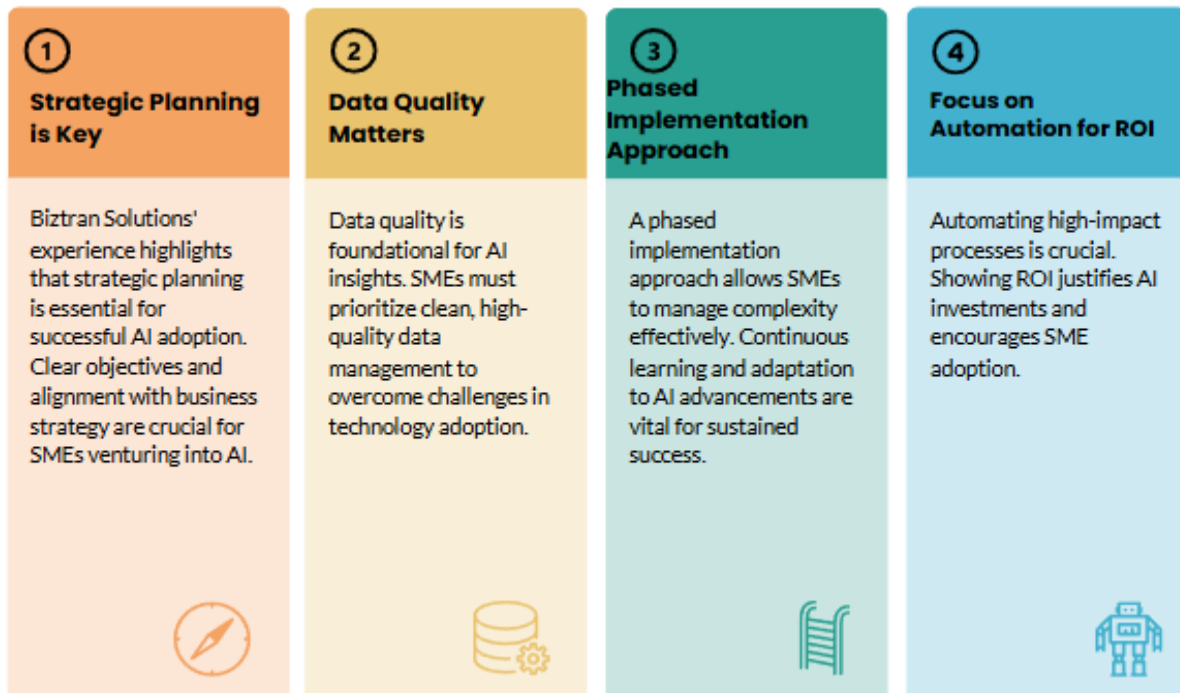 1
Strategic Planning
is Key
Biztran Solutions'
experience highlights
that strategic planning
is essential for
successful AI adoption.
Clear objectives and
alignment with business
strategy are crucial for
SMEs venturing into AI.
2
Data Quality
Matters
Data quality is
foundational for AI
insights. SMEs must
prioritize clean, high-
quality data
management to
overcome challenges in
technology adoption.
3
Phased
Implementation
Approach
A phased
implementation
approach allows SMEs
to manage complexity
effectively. Continuous
learning and adaptation
to AI advancements are
vital for sustained
success.
4
Focus on
Automation for ROI
Automating high-impact
processes is crucial.
Showing ROI justifies AI
investments and
encourages SME
adoption.